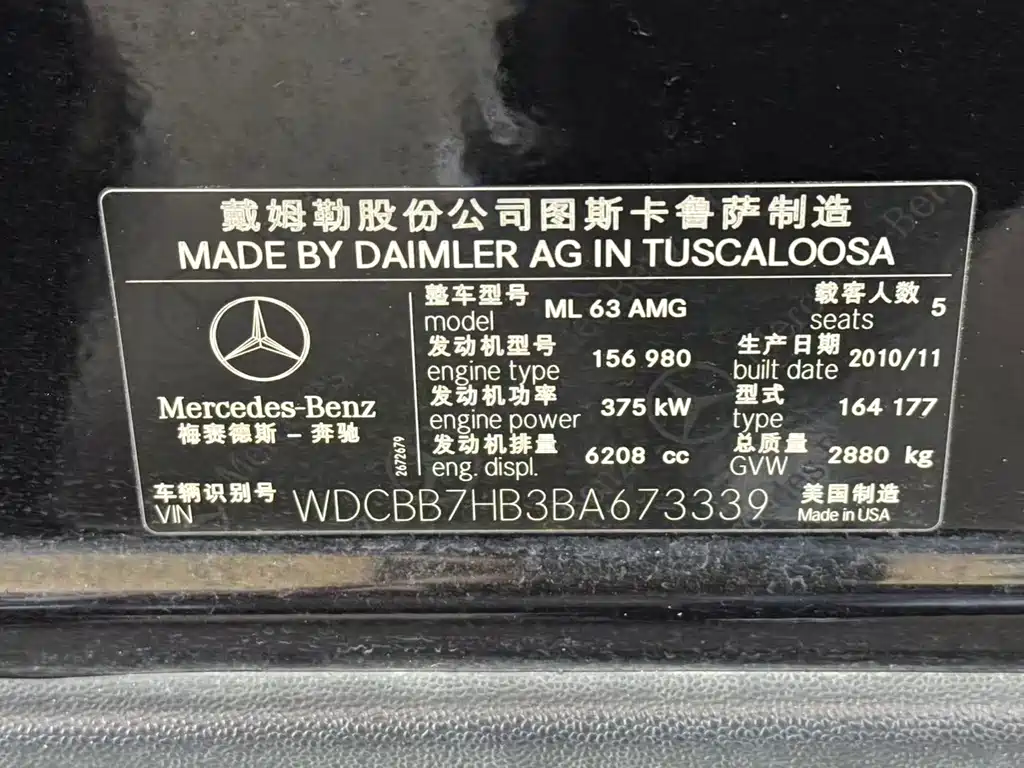 戴姆勒股份公司图斯卡鲁萨制造
MADE BY DAIMLER AG IN TUSCALOOSA
整车型号 ML 63 AMG 载客人数 5
model seats
发动机型号 156 980 生产日期 2010/11
engine type built date
发动机功率 375 kW 型式 164 177
engine power type
发动机排量 6208 cc 总质量 2880 kg
eng. displ. GVW
Mercedes-Benz
梅赛德斯 - 奔驰
2672679
车辆识别号 WDCBB7HB3BA673339 美国制造
VIN Made in USA